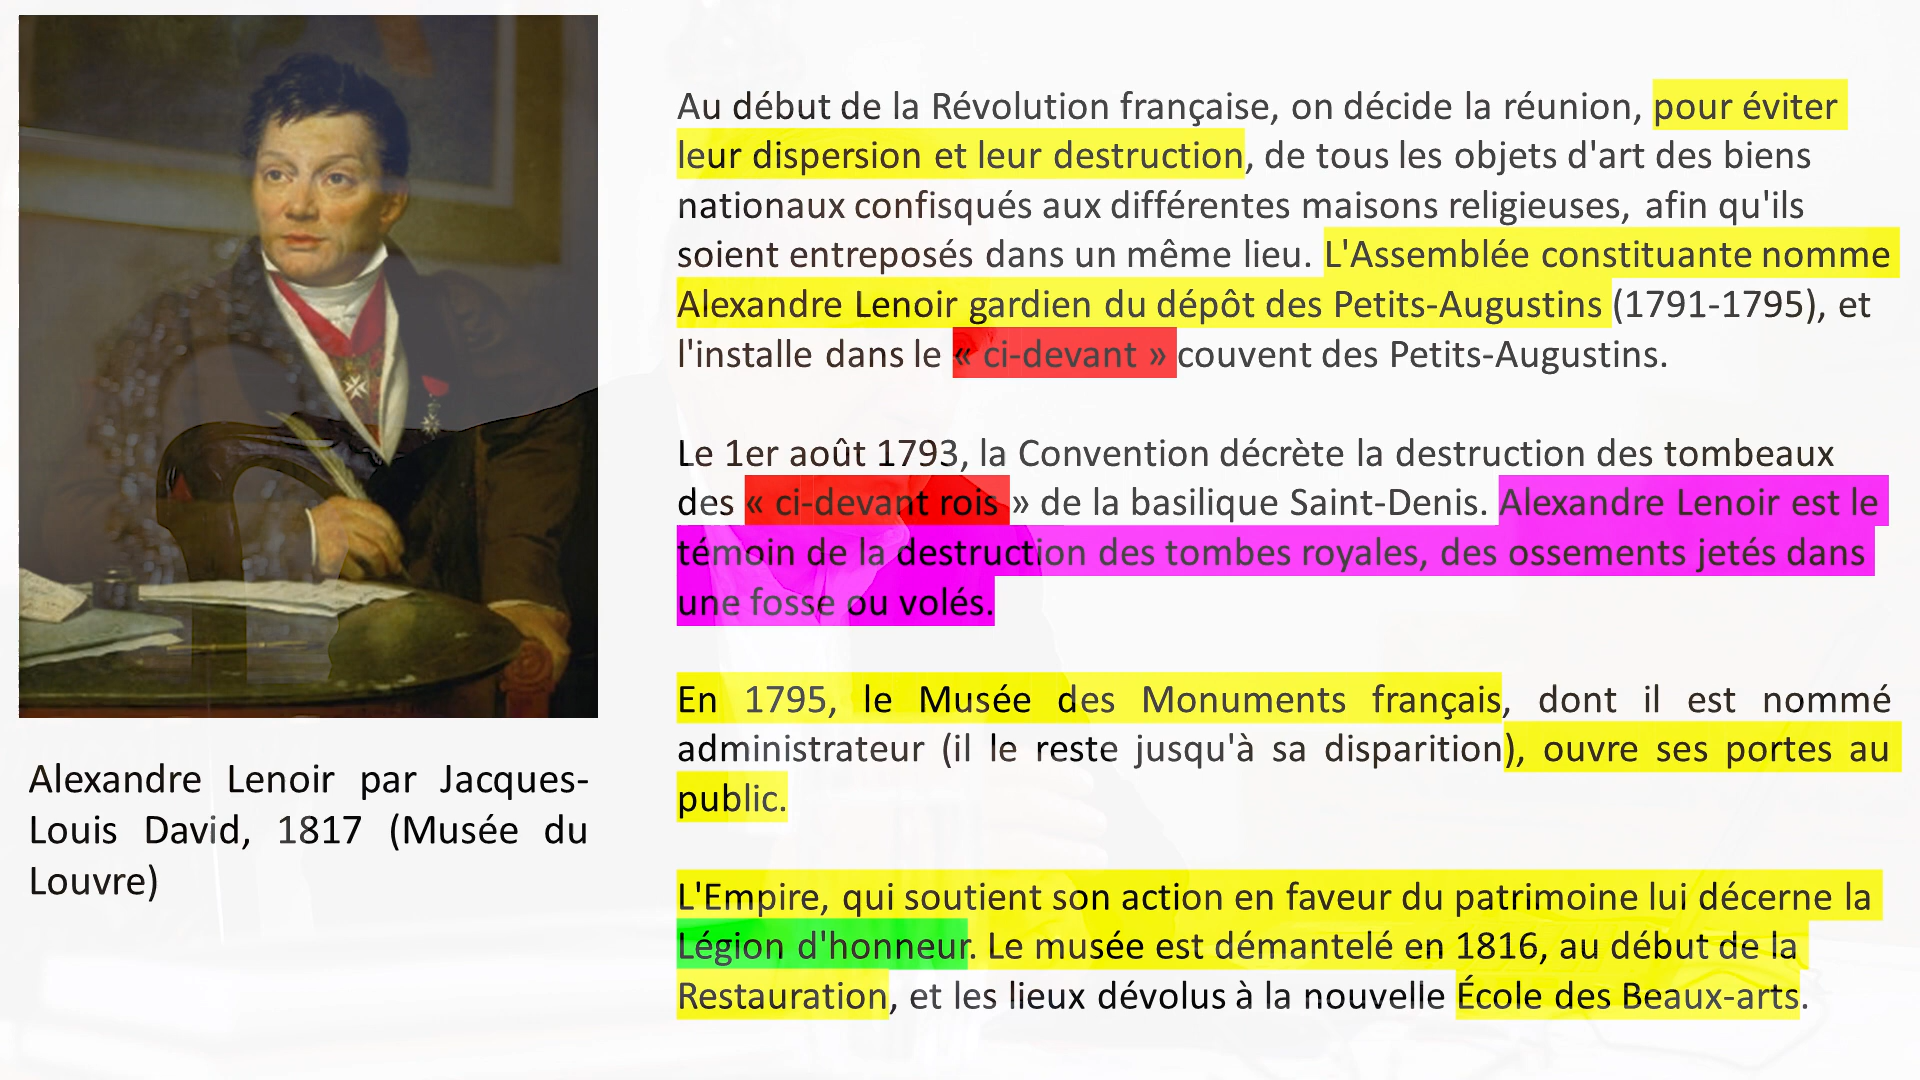 Au début de la Révolution française, on décide la réunion, pour éviter
leur dispersion et leur destruction, de tous les objets d'art des biens
nationaux confisqués aux différentes maisons religieuses, afin qu'ils
soient entreposés dans un même lieu. L'Assemblée constituante nomme
Alexandre Lenoir gardien du dépôt des Petits-Augustins (1791-1795), et
l'installe dans le « ci-devant » couvent des Petits-Augustins.
Le 1er août 1793, la Convention décrète la destruction des tombeaux
des « ci-devant rois » de la basilique Saint-Denis. Alexandre Lenoir est le
témoin de la destruction des tombes royales, des ossements jetés dans
une fosse ou volés.
En 1795, le Musée des Monuments français, dont il est nommé
administrateur (il le reste jusqu'à sa disparition), ouvre ses portes au
public.
L'Empire, qui soutient son action en faveur du patrimoine lui décerne la
Légion d'honneur. Le musée est démantelé en 1816, au début de la
Restauration, et les lieux dévolus à la nouvelle École des Beaux-arts.
Alexandre Lenoir par Jacques-
Louis David, 1817 (Musée du
Louvre)